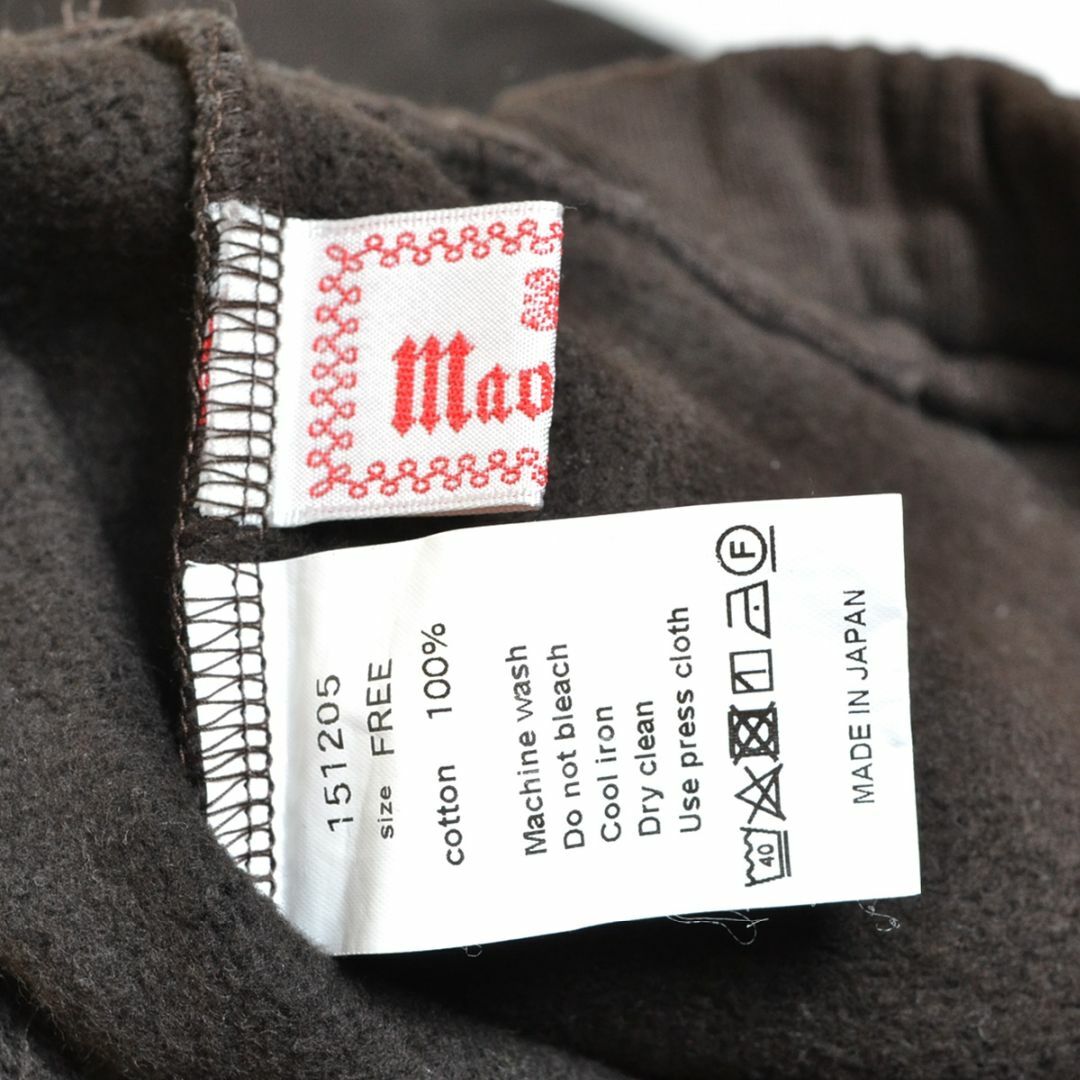 Mao
151205
size FREE
cotton 100%
Machine wash
Do not bleach
Cool iron
Dry clean
Use press cloth
40 1 F
MADE IN JAPAN